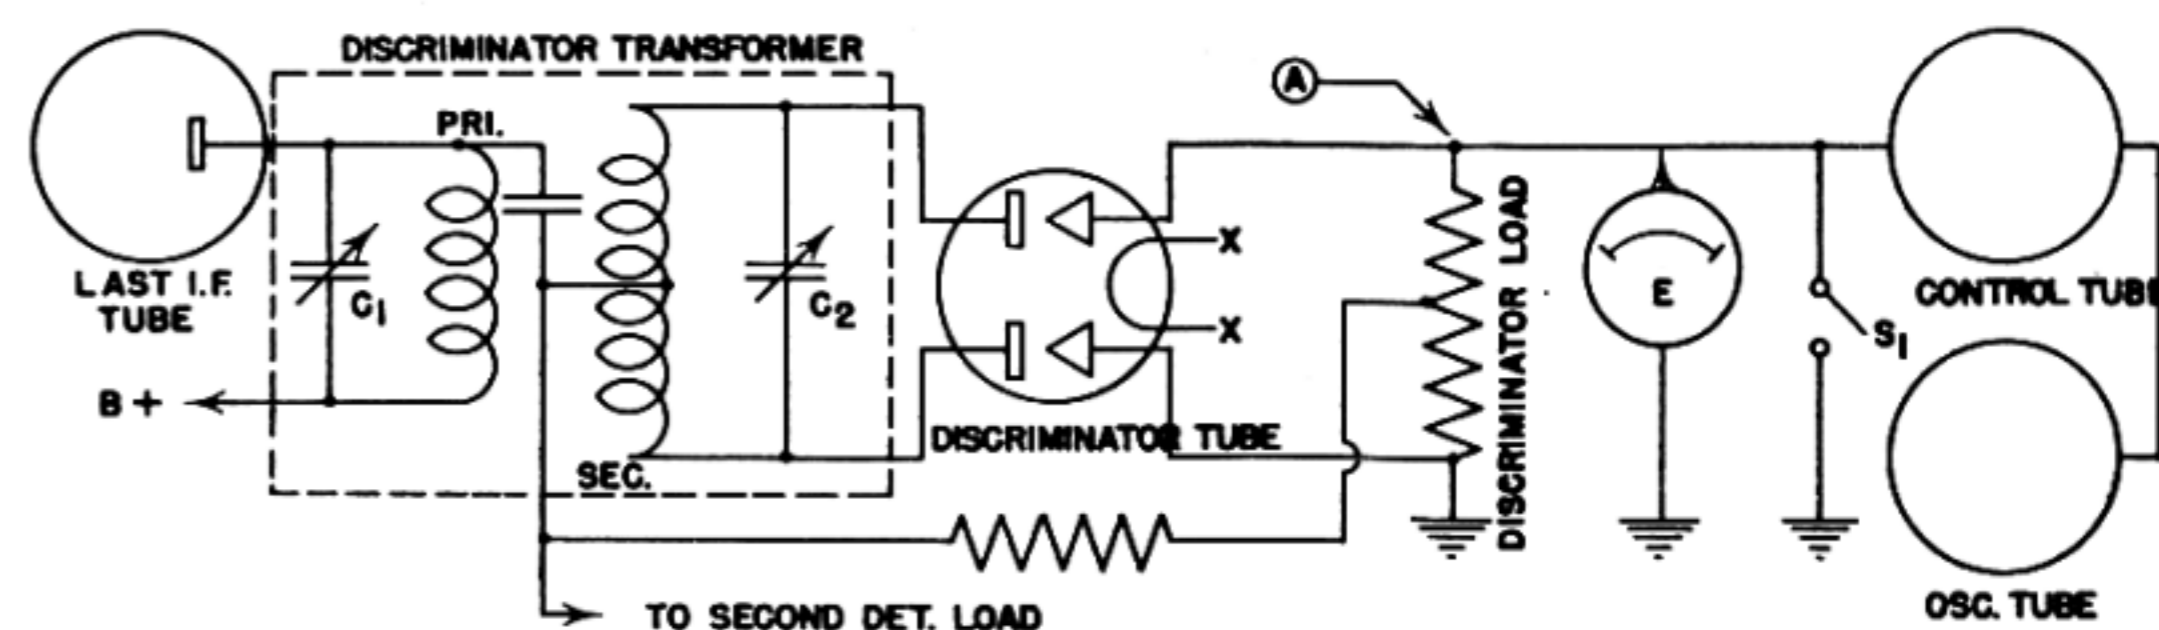 DISCRIMINATOR TRANSFORMER
A
PRI.
LAST I.F.
TUBE
C1
C2
B +
SEC.
X
X
DISCRIMINATOR TUBE
DISCRIMINATOR LOAD
E
S1
CONTROL TUBE
OSC. TUBE
TO SECOND DET. LOAD